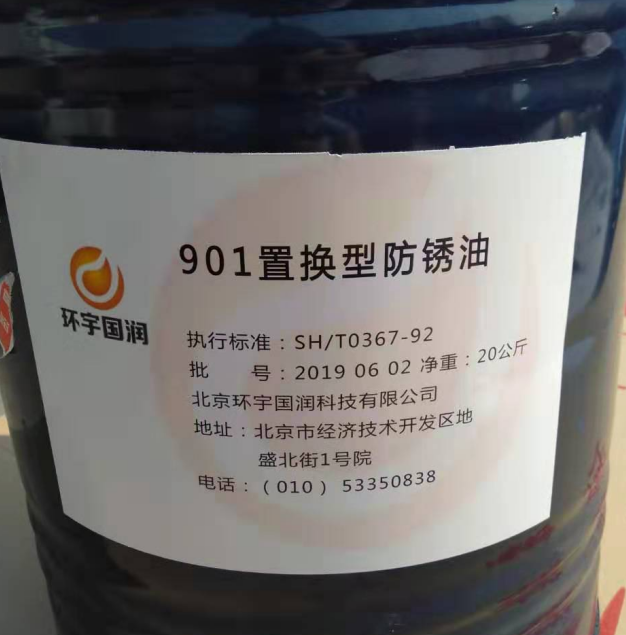 901置换型防锈油
环宇国润
执行标准：SH/T0367-92
批 号：2019 06 02 净重：20公斤
北京环宇国润科技有限公司
地址：北京市经济技术开发区地
盛北街1号院
电话：（010） 53350838